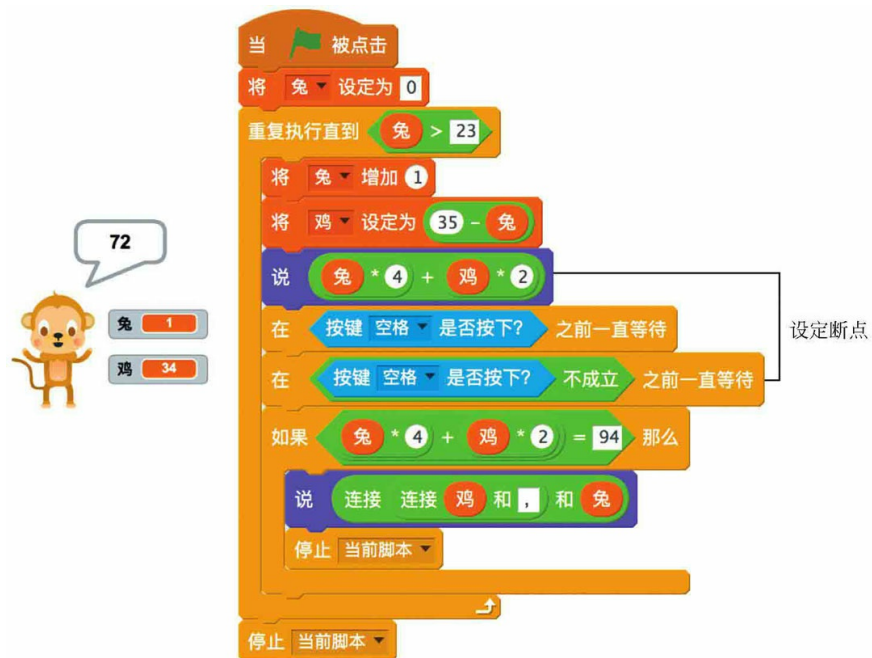 当 被点击
将 兔 设定为 0
重复执行直到 兔 > 23
将 兔 增加 1
将 鸡 设定为 35 - 兔
说 兔 * 4 + 鸡 * 2
在 按键 空格 是否按下? 之前一直等待
在 按键 空格 是否按下? 不成立 之前一直等待
如果 兔 * 4 + 鸡 * 2 = 94 那么
说 连接 连接 鸡 和 , 和 兔
停止 当前脚本
停止 当前脚本
72
兔 1
鸡 34
设定断点